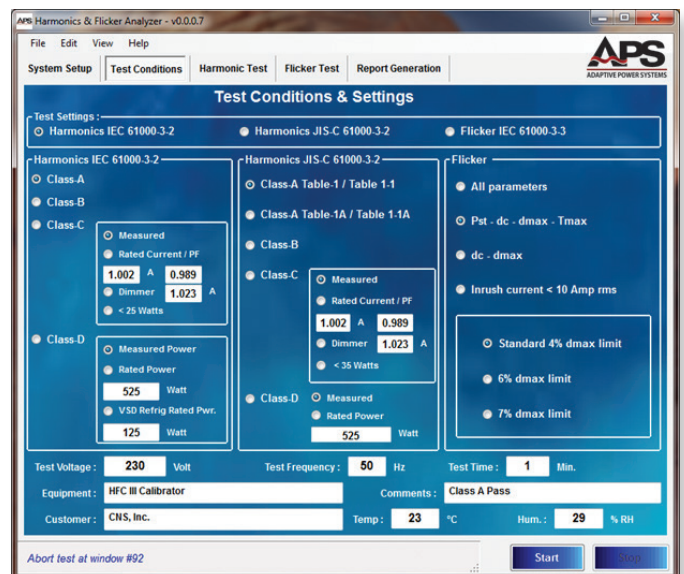 APS Harmonics & Flicker Analyzer - v0.0.0.7
File Edit View Help
APS
ADAPTIVE POWER SYSTEMS
System Setup Test Conditions Harmonic Test Flicker Test Report Generation
Test Conditions & Settings
Test Settings :
Harmonics IEC 61000-3-2 Harmonics JIS-C 61000-3-2 Flicker IEC 61000-3-3
Harmonics IEC 61000-3-2
Class-A
Class-B
Class-C
Measured
Rated Current / PF
1.002 A 0.989
Dimmer 1.023 A
< 25 Watts
Class-D
Measured Power
Rated Power
525 Watt
VSD Refrig Rated Pwr.
125 Watt
Harmonics JIS-C 61000-3-2
Class-A Table-1 / Table 1-1
Class-A Table-1A / Table 1-1A
Class-B
Class-C
Measured
Rated Current / PF
1.002 A 0.989
Dimmer 1.023 A
< 35 Watts
Class-D
Measured
Rated Power
525 Watt
Flicker
All parameters
Pst - dc - dmax - Tmax
dc - dmax
Inrush current < 10 Amp rms
Standard 4% dmax limit
6% dmax limit
7% dmax limit
Test Voltage : 230 Volt Test Frequency : 50 Hz Test Time : 1 Min.
Equipment : HFC III Calibrator Comments : Class A Pass
Customer : CNS, Inc. Temp : 23 °C Hum. : 29 % RH
Abort test at window #92 Start Stop